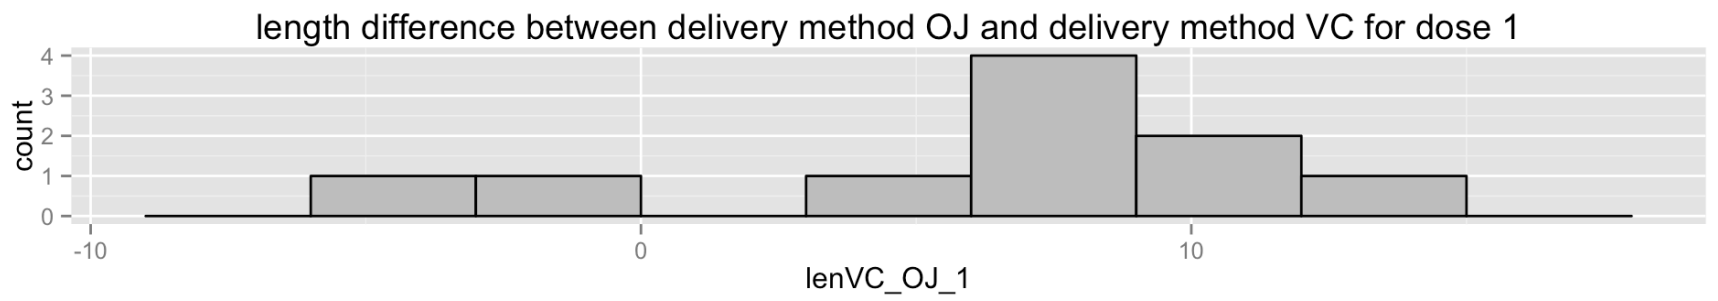 length difference between delivery method OJ and delivery method VC for dose 1
count
4
3
2
1
0
-10 0 10
lenVC_OJ_1